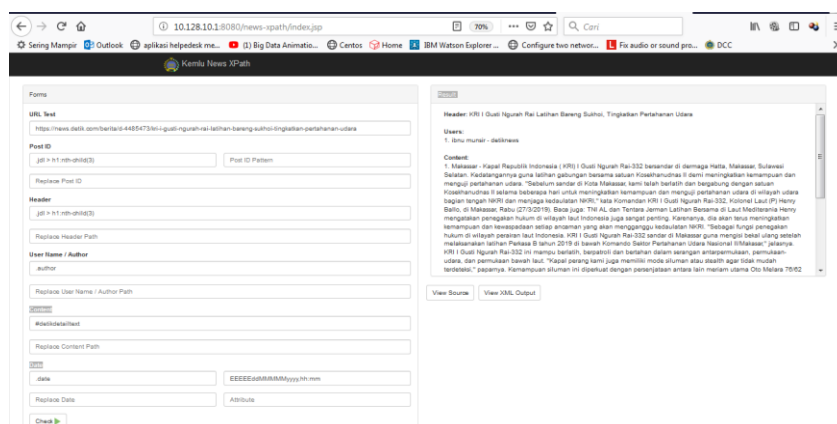 10.128.10.1:8080/news-xpath/index.jsp
70%
Cari
Sering Mampir Outlook aplikasi helpdesk me... (1) Big Data Animatio... Centos Home IBM Watson Explorer ... Configure two networ... Fix audio or sound pro... DCC
Kemlu News XPath
Forms
URL Test
https://news.detik.com/berita/d-4485473/kri-i-gusti-ngurah-rai-latihan-bareng-sukhoi-tingkatkan-pertahanan-udara
Post ID
.jdl > h1:nth-child(3)
Post ID Pattern
Replace Post ID
Header
.jdl > h1:nth-child(3)
Replace Header Path
User Name / Author
.author
Replace User Name / Author Path
Content
#detikdetailtext
Replace Content Path
Date
.date
EEEEEddMMMMMyyyy,hh:mm
Replace Date
Attribute
Check
Result
Header: KRI I Gusti Ngurah Rai Latihan Bareng Sukhoi, Tingkatkan Pertahanan Udara
Users:
1. ibnu munsir - detiknews
Content:
1. Makassar - Kapal Republik Indonesia ( KRI) I Gusti Ngurah Rai-332 bersandar di dermaga Hatta, Makassar, Sulawesi
Selatan. Kedatangannya guna latihan gabungan bersama satuan Kosekhanudnas II demi meningkatkan kemampuan dan
menguji pertahanan udara. "Sebelum sandar di Kota Makassar, kami telah berlatih dan bergabung dengan satuan
Kosekhanudnas II selama beberapa hari untuk meningkatkan kemampuan dan menguji pertahanan udara di wilayah udara
bagian tengah NKRI dan menjaga kedaulatan NKRI," kata Komandan KRI I Gusti Ngurah Rai-332, Kolonel Laut (P) Henry
Ballo, di Makassar, Rabu (27/3/2019). Baca juga: TNI AL dan Tentara Jerman Latihan Bersama di Laut Mediterania Henry
mengatakan penegakan hukum di wilayah laut Indonesia juga sangat penting. Karenanya, dia akan terus meningkatkan
kemampuan dan kewaspadaan setiap ancaman yang akan mengganggu kedaulatan NKRI. "Sebagai fungsi penegakan
hukum di wilayah perairan laut Indonesia. KRI I Gusti Ngurah Rai-332 sandar di Makassar guna mengisi bekal ulang setelah
melaksanakan latihan Perkasa B tahun 2019 di bawah Komando Sektor Pertahanan Udara Nasional II/Makassar," jelasnya.
KRI I Gusti Ngurah Rai-332 ini mampu berlatih, berpatroli dan bertahan dalam serangan antarpermukaan, permukaan-
udara, dan permukaan bawah laut. "Kapal perang kami juga memiliki mode siluman atau stealth agar tidak mudah
terdeteksi," paparnya. Kemampuan siluman ini diperkuat dengan persenjataan antara lain meriam utama Oto Melara 76/62
View Source
View XML Output